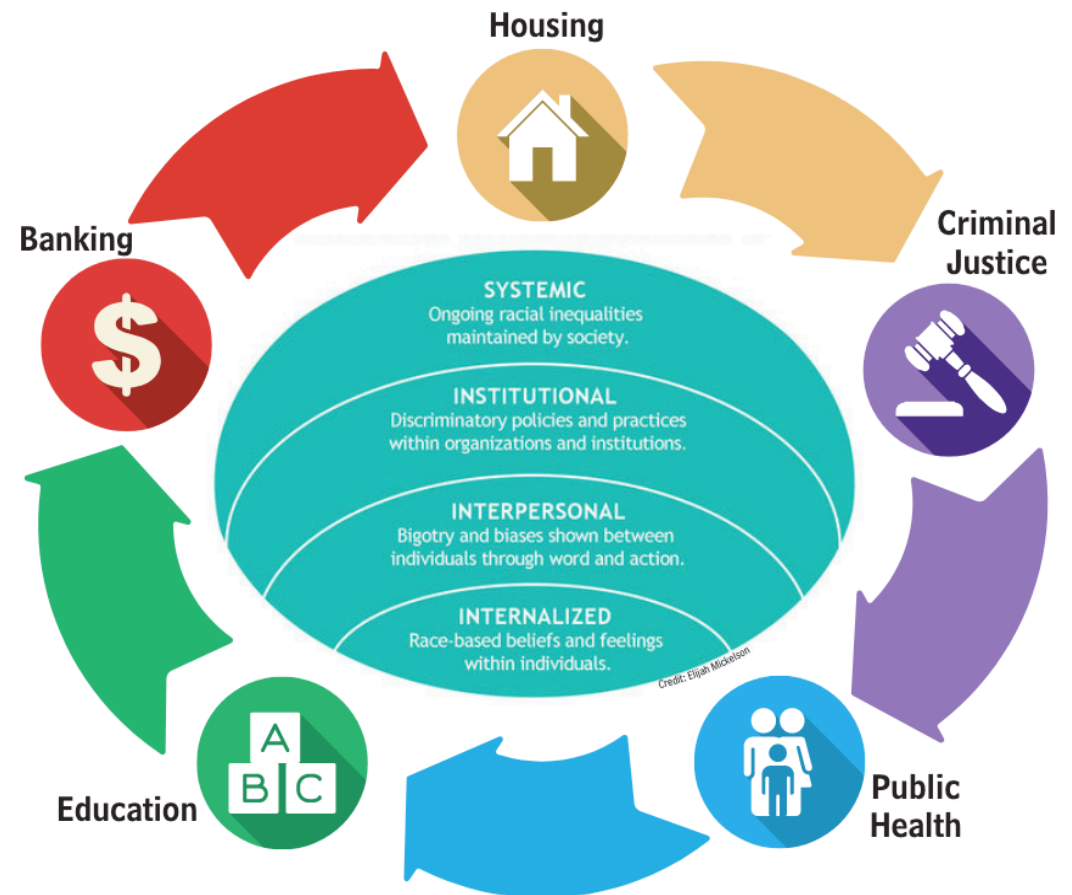 Housing
Criminal
Justice
Banking
$
SYSTEMIC
Ongoing racial inequalities
maintained by society.
INSTITUTIONAL
Discriminatory policies and practices
within organizations and institutions.
INTERPERSONAL
Bigotry and biases shown between
individuals through word and action.
INTERNALIZED
Race-based beliefs and feelings
within individuals.
Credit: Elijah Mickelson
A
B C
Education
Public
Health